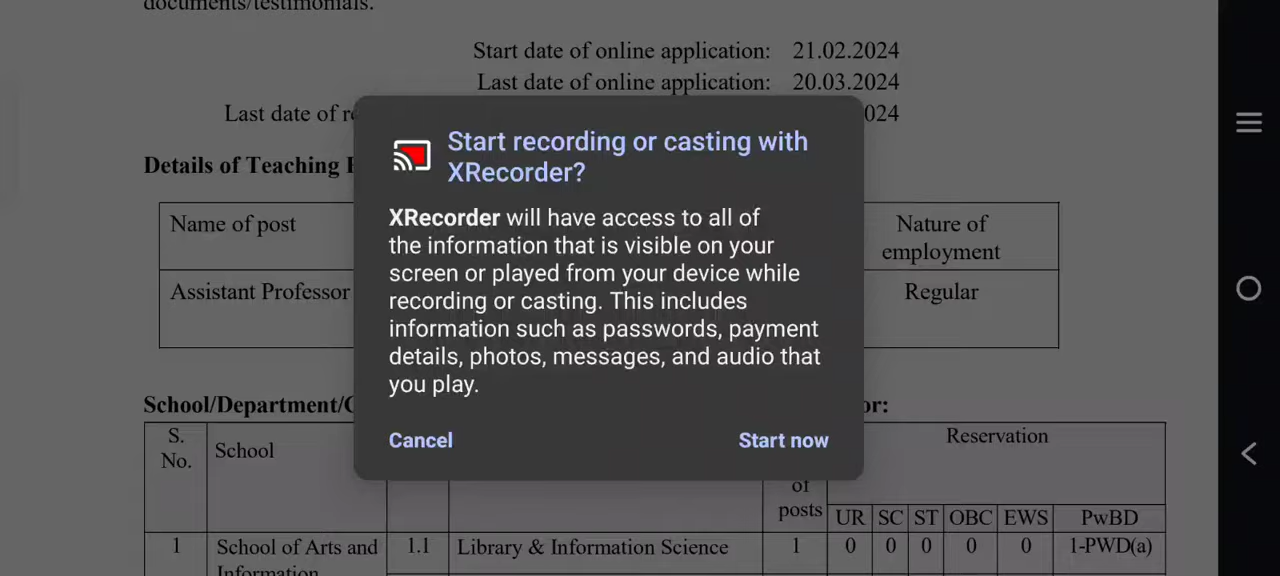 documents/testimonials.
Start date of online application: 21.02.2024
Last date of online application: 20.03.2024
Last date of
024
Details of Teaching
Name of post
Nature of
employment
Assistant Professor
Regular
Start recording or casting with
XRecorder?
XRecorder will have access to all of
the information that is visible on your
screen or played from your device while
recording or casting. This includes
information such as passwords, payment
details, photos, messages, and audio that
you play.
Cancel
Start now
School/Department/
or:
S.
No.
School
of
posts
Reservation
UR SC ST OBC EWS PwBD
1 School of Arts and 1.1 Library & Information Science 1 0 0 0 0 0 1-PWD(a)
Information